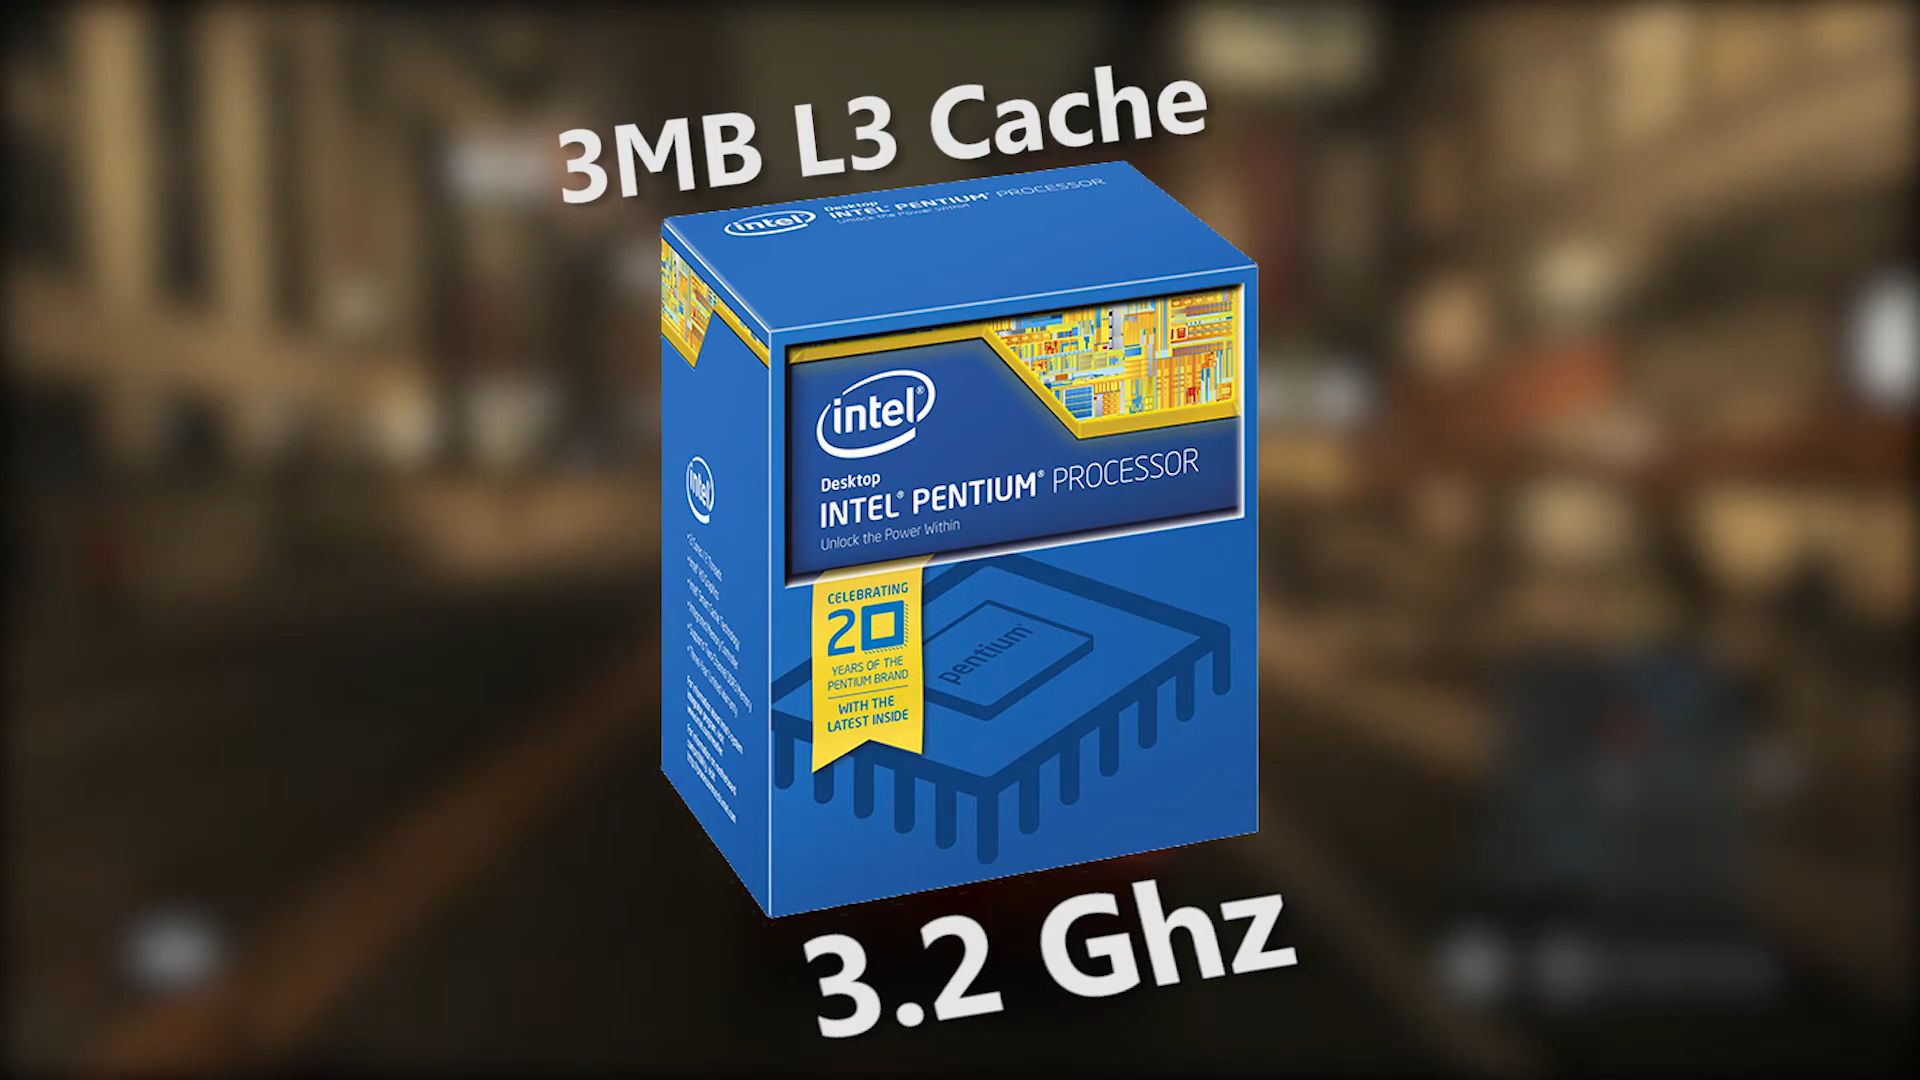 3MB L3 Cache
intel
Desktop
INTEL® PENTIUM® PROCESSOR
Unlock the Power Within
intel®
Desktop
INTEL® PENTIUM® PROCESSOR
Unlock the Power Within
intel
CELEBRATING
20
YEARS OF THE
PENTIUM BRAND
WITH THE
LATEST INSIDE
pentium®
3.2 Ghz